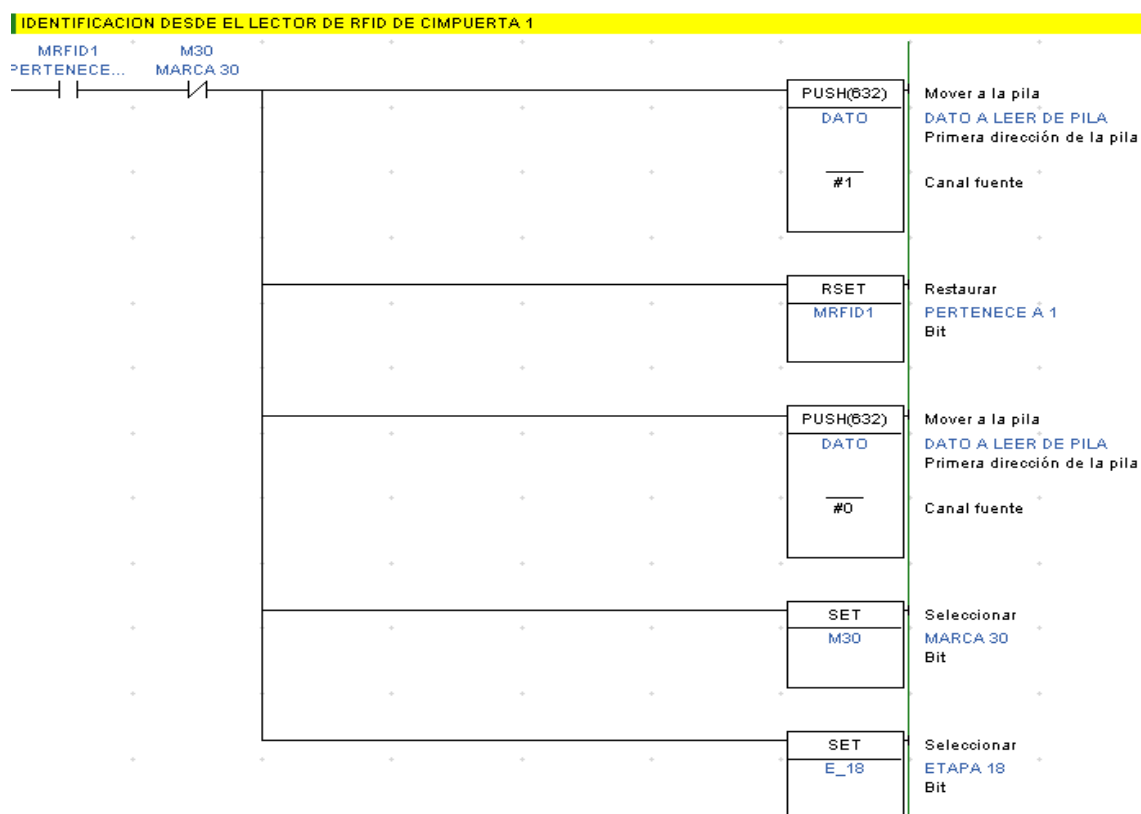 IDENTIFICACION DESDE EL LECTOR DE RFID DE CIMPUERTA 1
MRFID1 M30
PERTENECE... MARCA 30
PUSH(632) Mover a la pila
DATO DATO A LEER DE PILA
Primera dirección de la pila
#1 Canal fuente
RSET Restaurar
MRFID1 PERTENECE A 1
Bit
PUSH(632) Mover a la pila
DATO DATO A LEER DE PILA
Primera dirección de la pila
#0 Canal fuente
SET Seleccionar
M30 MARCA 30
Bit
SET Seleccionar
E_18 ETAPA 18
Bit